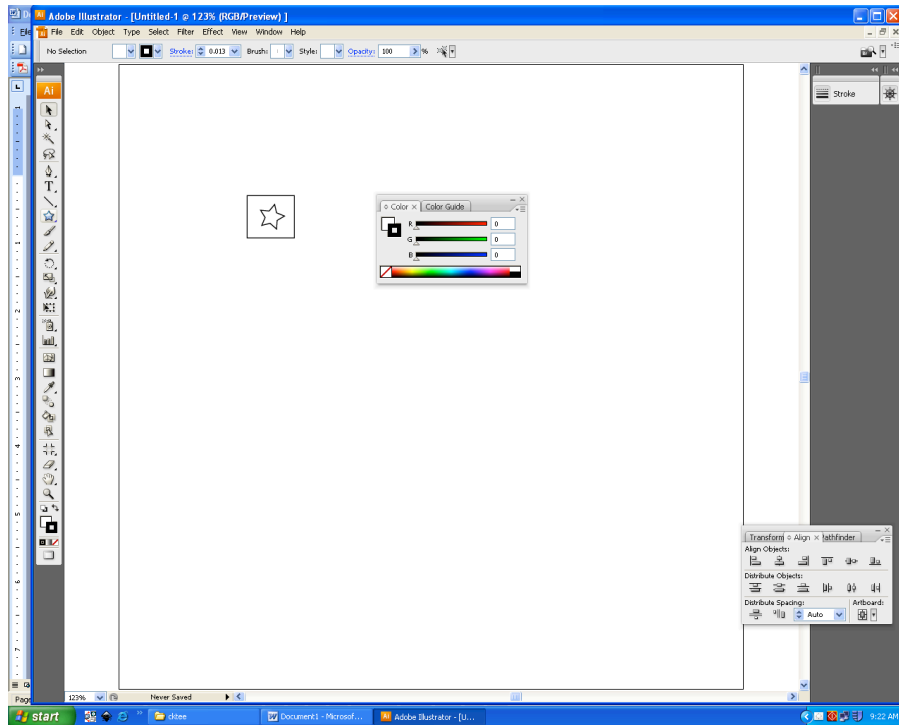 Adobe Illustrator - [Untitled-1 @ 123% (RGB/Preview) ]
File Edit Object Type Select Filter Effect View Window Help
No Selection Stroke: 0.013 Brush: Style: Opacity: 100 %
Ai
Stroke
Color Color Guide
R 0
G 0
B 0
Transform Align Pathfinder
Align Objects:
Distribute Objects:
Distribute Spacing: Artboard:
Auto
123% Never Saved
start cktee Document1 - Microsof... Adobe Illustrator - [U... 9:22 AM